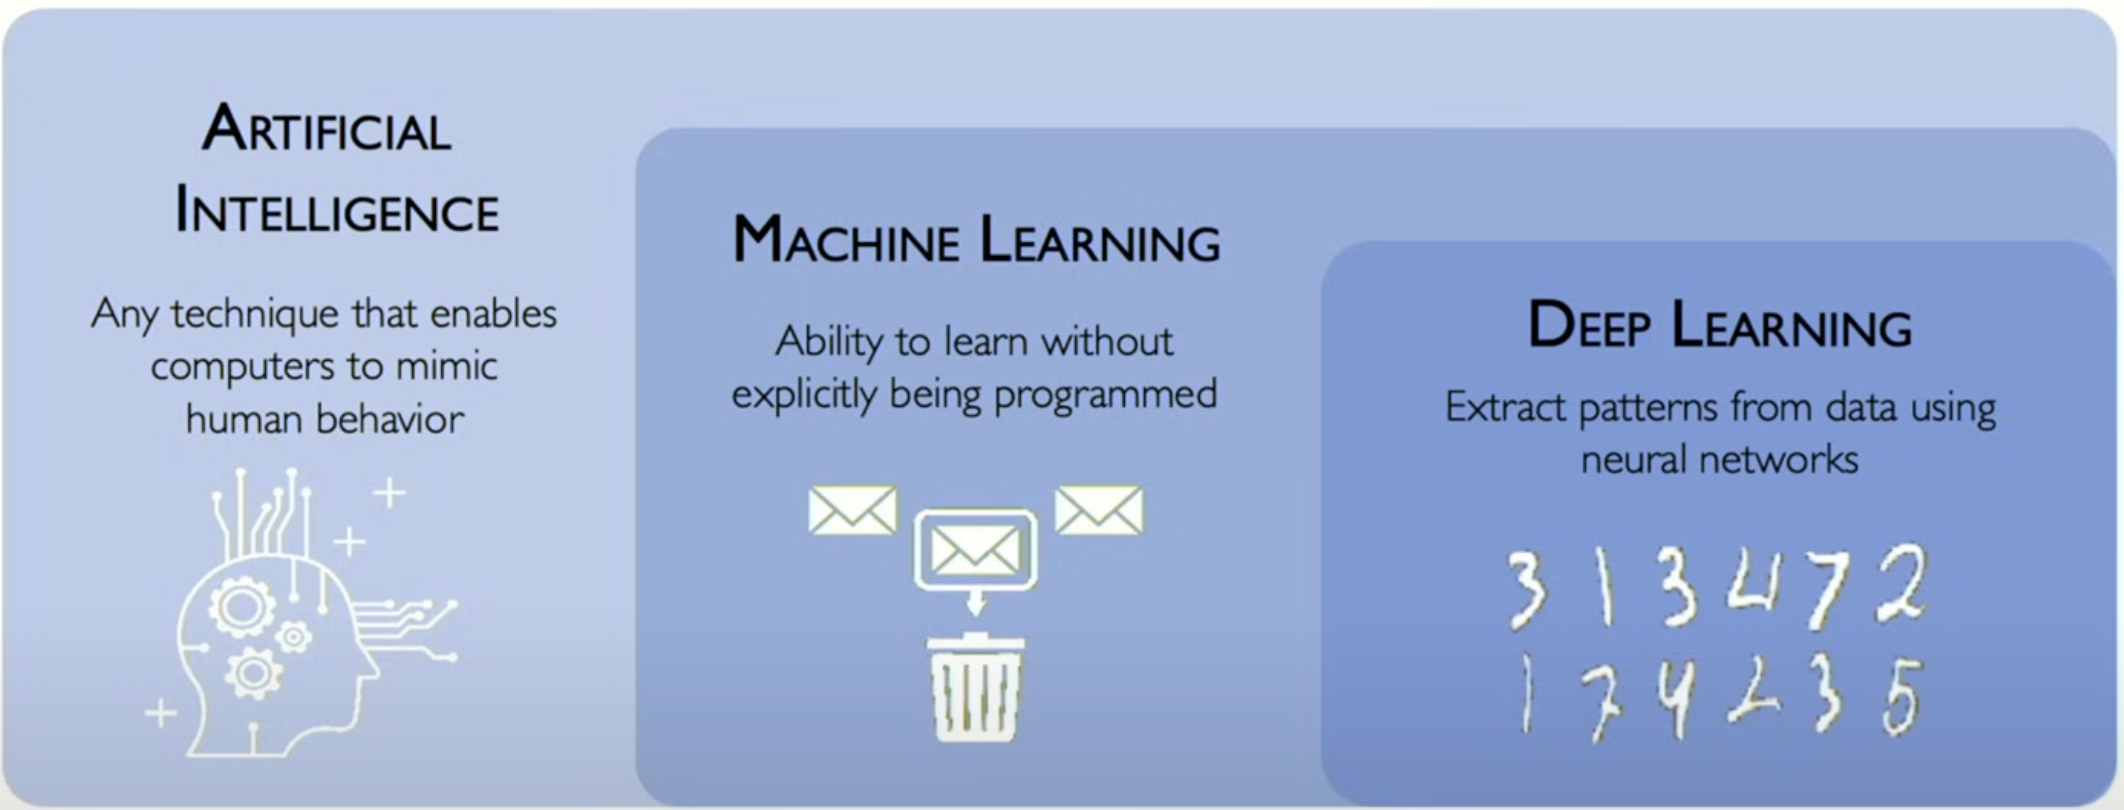 ARTIFICIAL
INTELLIGENCE
Any technique that enables
computers to mimic
human behavior
MACHINE LEARNING
Ability to learn without
explicitly being programmed
DEEP LEARNING
Extract patterns from data using
neural networks
3 1 3 4 7 2
1 7 4 2 3 5